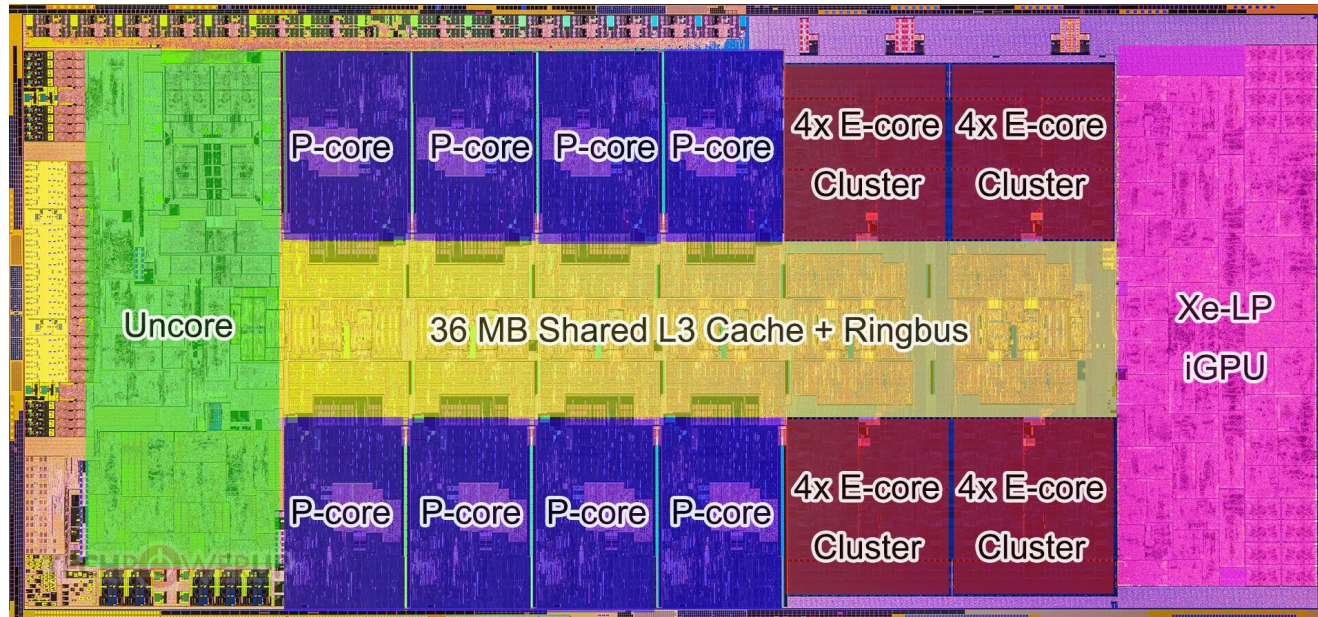 P-core P-core P-core P-core
4x E-core Cluster
4x E-core Cluster
Uncore
36 MB Shared L3 Cache + Ringbus
Xe-LP iGPU
P-core P-core P-core P-core
4x E-core Cluster
4x E-core Cluster